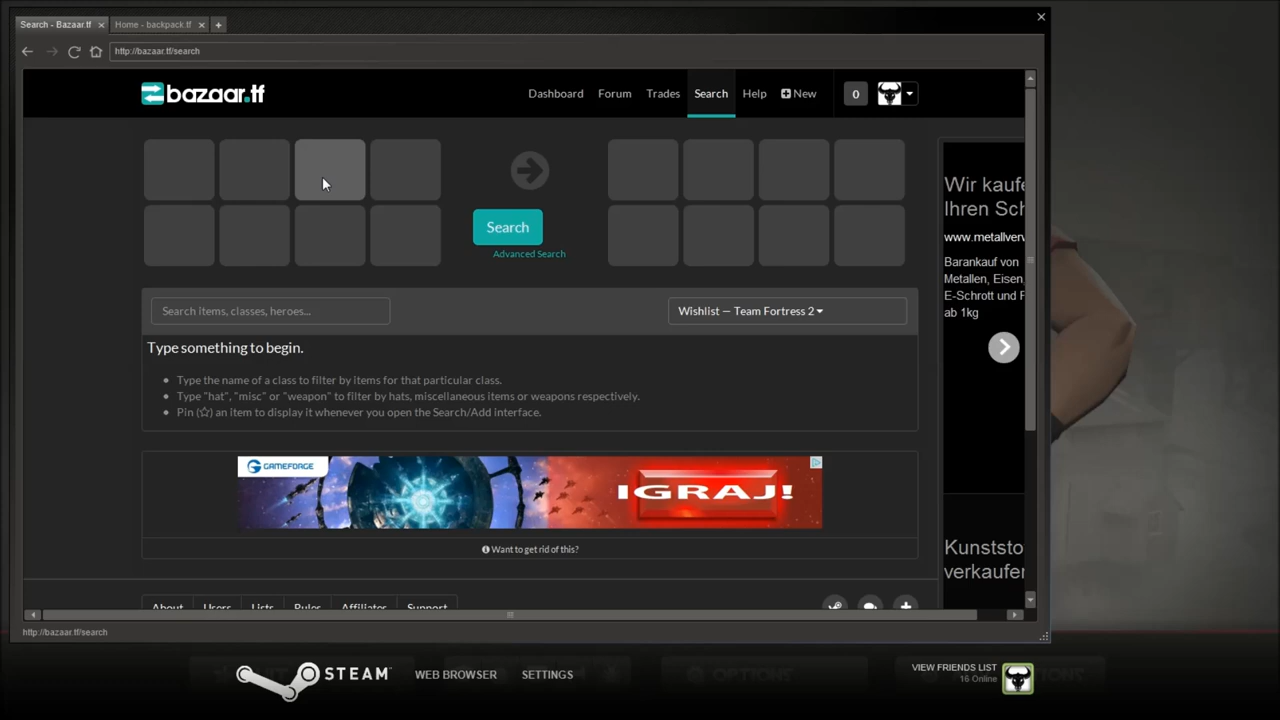 Search - Bazaar.tf
Home - backpack.tf
http://bazaar.tf/search
bazaar.tf
Dashboard
Forum
Trades
Search
Help
New
0
Search
Advanced Search
Search items, classes, heroes...
Wishlist — Team Fortress 2
Type something to begin.
Type the name of a class to filter by items for that particular class.
Type "hat", "misc" or "weapon" to filter by hats, miscellaneous items or weapons respectively.
Pin (☆) an item to display it whenever you open the Search/Add interface.
Wir kaufe
Ihren Sch
www.metallverw
Barankauf von
Metallen, Eisen,
E-Schrott und F
ab 1kg
GAMEFORGE
IGRAJ!
Want to get rid of this?
Kunststo
verkaufen
About
Users
Lists
Rules
Affiliates
Support
http://bazaar.tf/search
STEAM
WEB BROWSER
SETTINGS
OPTIONS
VIEW FRIENDS LIST
16 Online